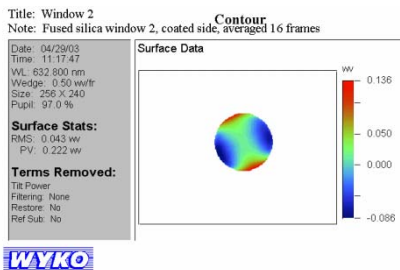 Title: Window 2
Contour
Note: Fused silica window 2, coated side, averaged 16 frames
Date: 04/29/03
Time: 11:17:47
WL: 632.800 nm
Wedge: 0.50 wv/fr
Size: 256 X 240
Pupil: 97.0 %
Surface Stats:
RMS: 0.043 wv
PV: 0.222 wv
Terms Removed:
Tilt Power
Filtering: None
Restore: No
Ref Sub: No
Surface Data
wv
0.136
0.050
0.000
-0.086
WYKO